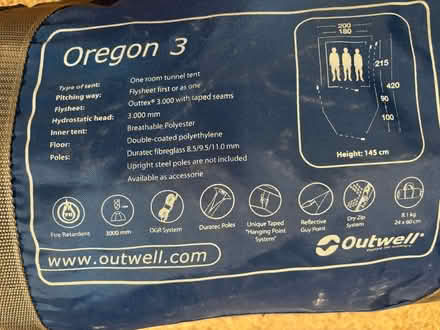 Oregon 3
Type of tent: One room tunnel tent
Pitching way: Flysheet first or as one
Flysheet: Outtex® 3.000 with taped seams
Hydrostatic head: 3.000 mm
Inner tent: Breathable Polyester
Floor: Double-coated polyethylene
Poles: Duratec fibreglass 8.5/9.5/11.0 mm
Upright steel poles are not included
Available as accessorie
200
180
215
420
90
100
Height: 145 cm
Fire Retardent
3000 mm
DGR System
Duratec Poles
Unique Taped "Hanging Point System"
Reflective Guy Point
Dry Zip System
8.1 kg
24 x 60 cm
www.outwell.com
Outwell®